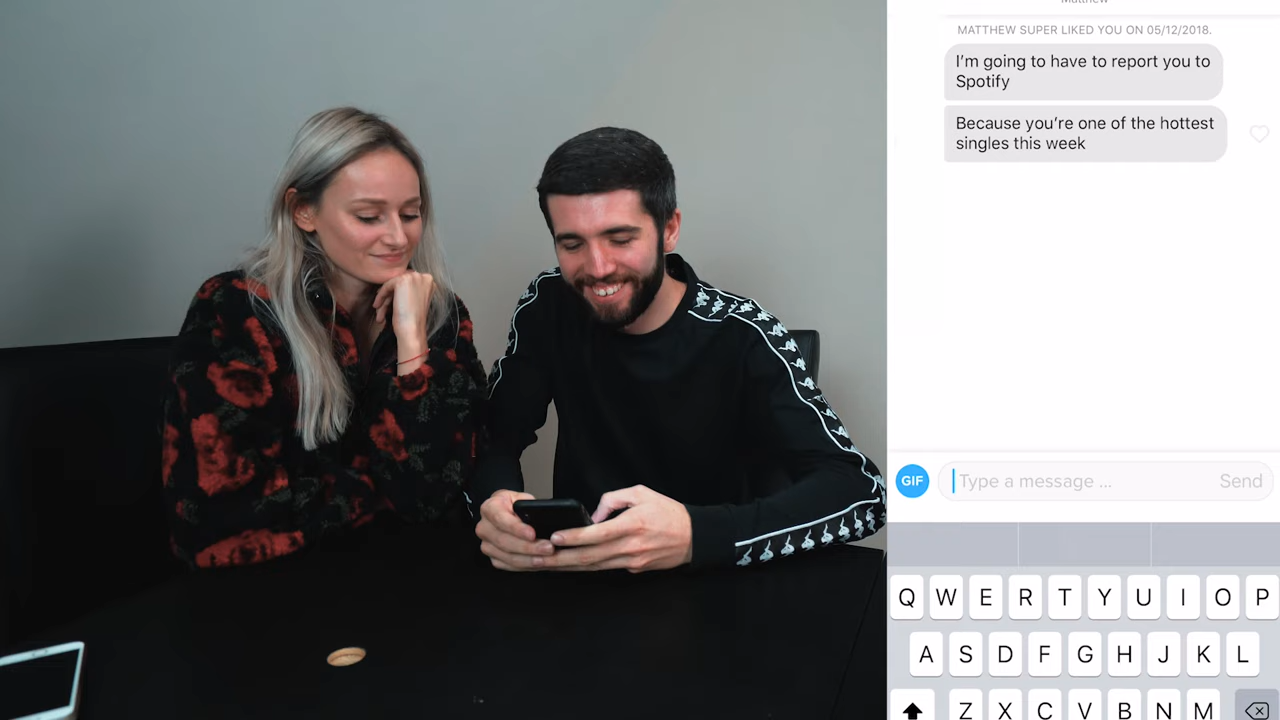 Matthew
MATTHEW SUPER LIKED YOU ON 05/12/2018.
I'm going to have to report you to
Spotify
Because you're one of the hottest
singles this week
GIF
Type a message ...
Send
Q W E R T Y U I O P
A S D F G H J K L
Z X C V B N M